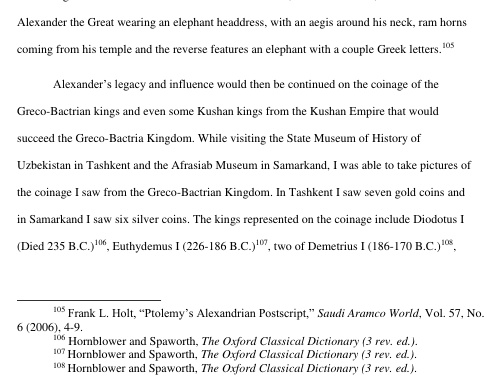 Alexander the Great wearing an elephant headdress, with an aegis around his neck, ram horns
coming from his temple and the reverse features an elephant with a couple Greek letters.105
Alexander's legacy and influence would then be continued on the coinage of the
Greco-Bactrian kings and even some Kushan kings from the Kushan Empire that would
succeed the Greco-Bactria Kingdom. While visiting the State Museum of History of
Uzbekistan in Tashkent and the Afrasiab Museum in Samarkand, I was able to take pictures of
the coinage I saw from the Greco-Bactrian Kingdom. In Tashkent I saw seven gold coins and
in Samarkand I saw six silver coins. The kings represented on the coinage include Diodotus I
(Died 235 B.C.)106, Euthydemus I (226-186 B.C.)107, two of Demetrius I (186-170 B.C.)108,
105 Frank L. Holt, “Ptolemy's Alexandrian Postscript,” Saudi Aramco World, Vol. 57, No.
6 (2006), 4-9.
106 Hornblower and Spaworth, The Oxford Classical Dictionary (3 rev. ed.).
107 Hornblower and Spaworth, The Oxford Classical Dictionary (3 rev. ed.).
108 Hornblower and Spaworth, The Oxford Classical Dictionary (3 rev. ed.).